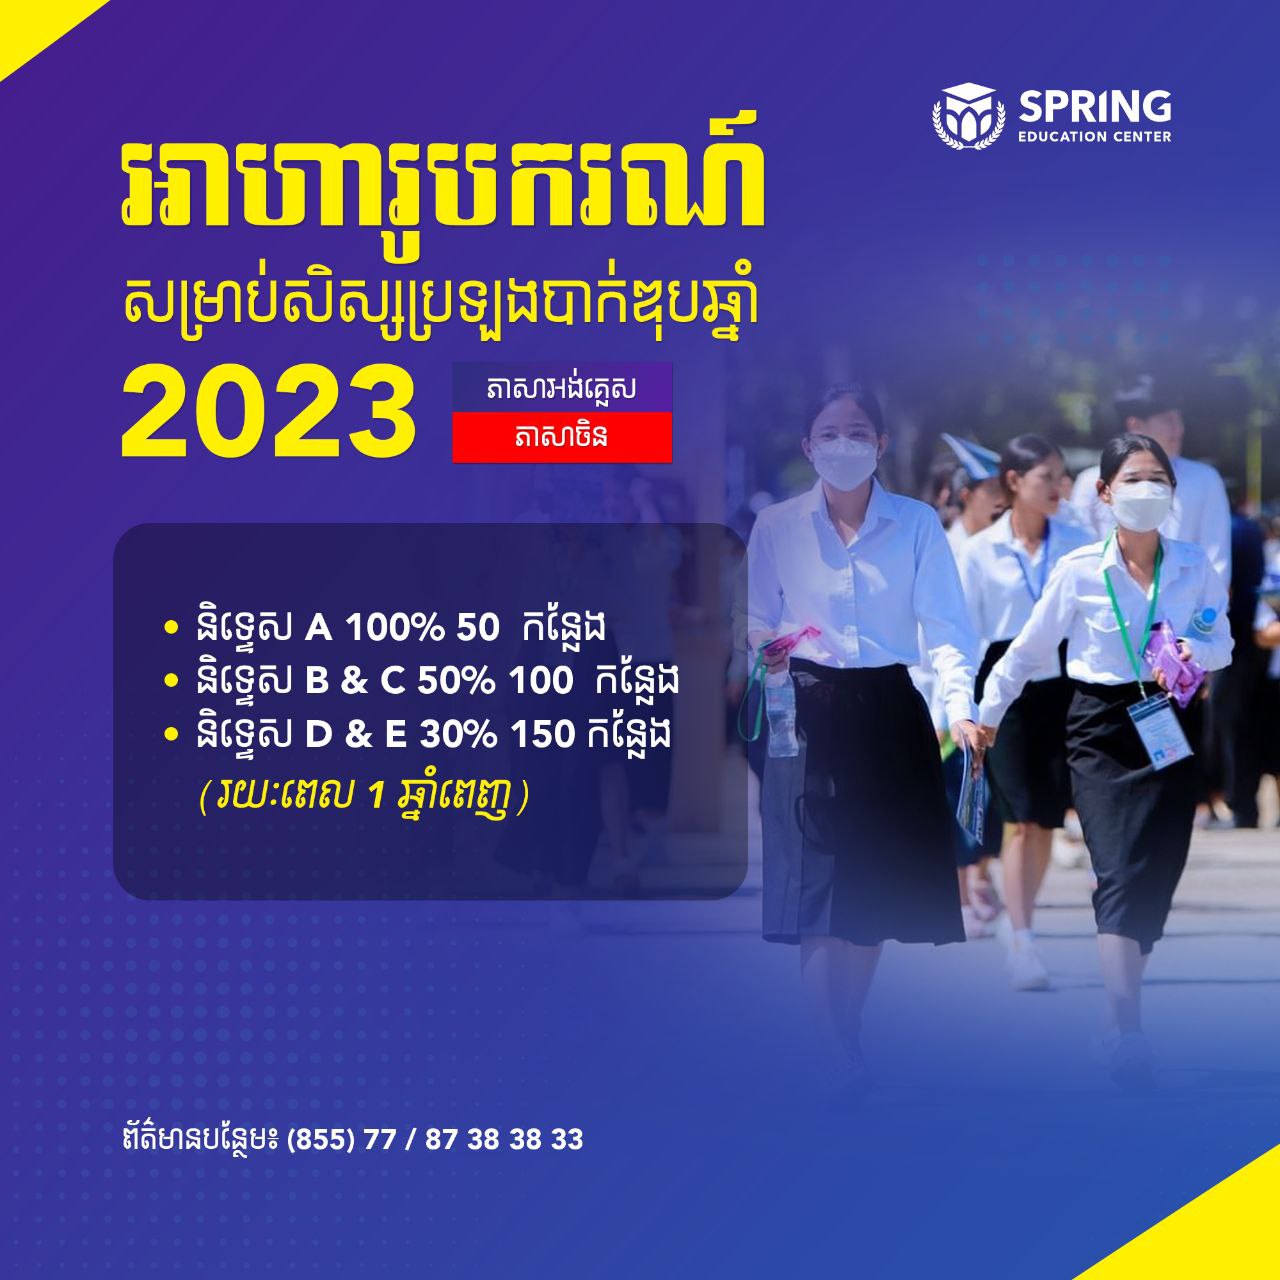 SPRING
EDUCATION CENTER
អាហារូបករណ៍
សម្រាប់សិស្សប្រឡងបាក់ឌុបឆ្នាំ
2023
ភាសាអង់គ្លេស
ភាសាចិន
• និទ្ទេស A 100% 50 កន្លែង
• និទ្ទេស B & C 50% 100 កន្លែង
• និទ្ទេស D & E 30% 150 កន្លែង
(រយៈពេល 1 ឆ្នាំពេញ)
ព័ត៌មានបន្ថែម៖ (855) 77 / 87 38 38 33